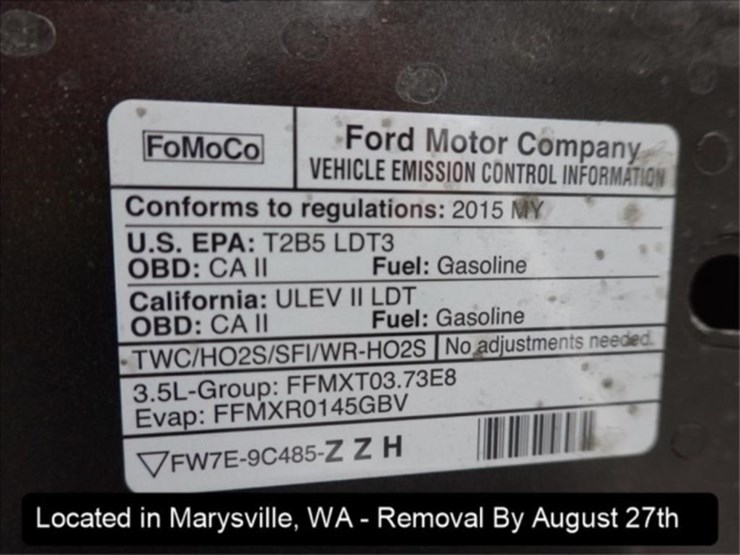 FoMoCo
Ford Motor Company
VEHICLE EMISSION CONTROL INFORMATION
Conforms to regulations: 2015 MY
U.S. EPA: T2B5 LDT3
OBD: CA II Fuel: Gasoline
California: ULEV II LDT
OBD: CA II Fuel: Gasoline
TWC/HO2S/SFI/WR-HO2S No adjustments needed.
3.5L-Group: FFMXT03.73E8
Evap: FFMXR0145GBV
▽FW7E-9C485-Z Z H
Located in Marysville, WA - Removal By August 27th